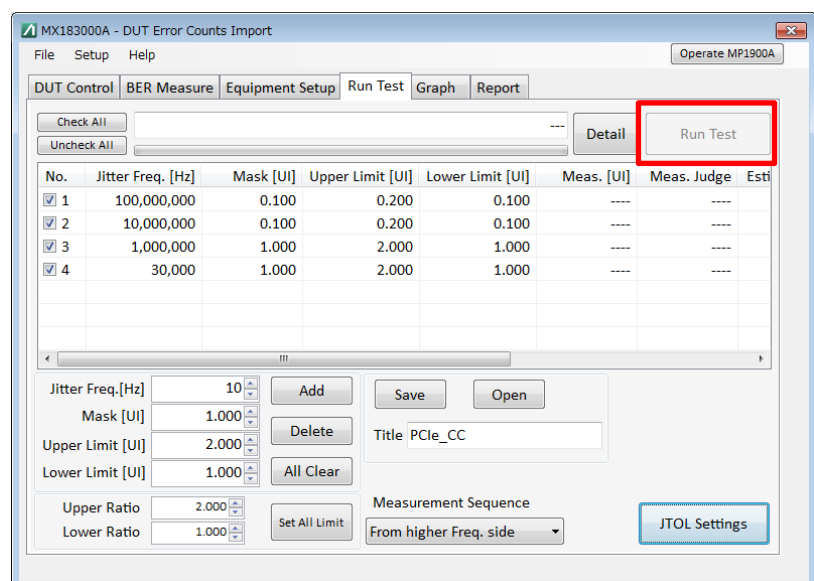 MX183000A - DUT Error Counts Import
File Setup Help Operate MP1900A
DUT Control BER Measure Equipment Setup Run Test Graph Report
Check All --- Detail Run Test
Uncheck All
No. Jitter Freq. [Hz] Mask [UI] Upper Limit [UI] Lower Limit [UI] Meas. [UI] Meas. Judge Esti
1 100,000,000 0.100 0.200 0.100 ---- ----
2 10,000,000 0.100 0.200 0.100 ---- ----
3 1,000,000 1.000 2.000 1.000 ---- ----
4 30,000 1.000 2.000 1.000 ---- ----
Jitter Freq.[Hz] 10 Add Save Open
Mask [UI] 1.000
Upper Limit [UI] 2.000 Delete Title PCIe_CC
Lower Limit [UI] 1.000 All Clear
Upper Ratio 2.000 Set All Limit Measurement Sequence
Lower Ratio 1.000 From higher Freq. side JTOL Settings